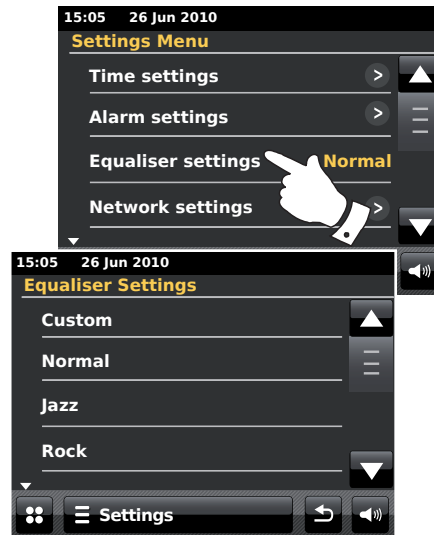 15:05 26 Jun 2010
Settings Menu
Time settings >
Alarm settings >
Equaliser settings Normal
Network settings >
15:05 26 Jun 2010
Equaliser Settings
Custom
Normal
Jazz
Rock
Settings